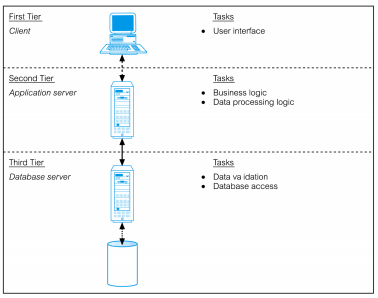 First Tier
Client
Tasks
• User interface
Second Tier
Application server
Tasks
• Business logic
• Data processing logic
Third Tier
Database server
Tasks
• Data va idation
• Database access